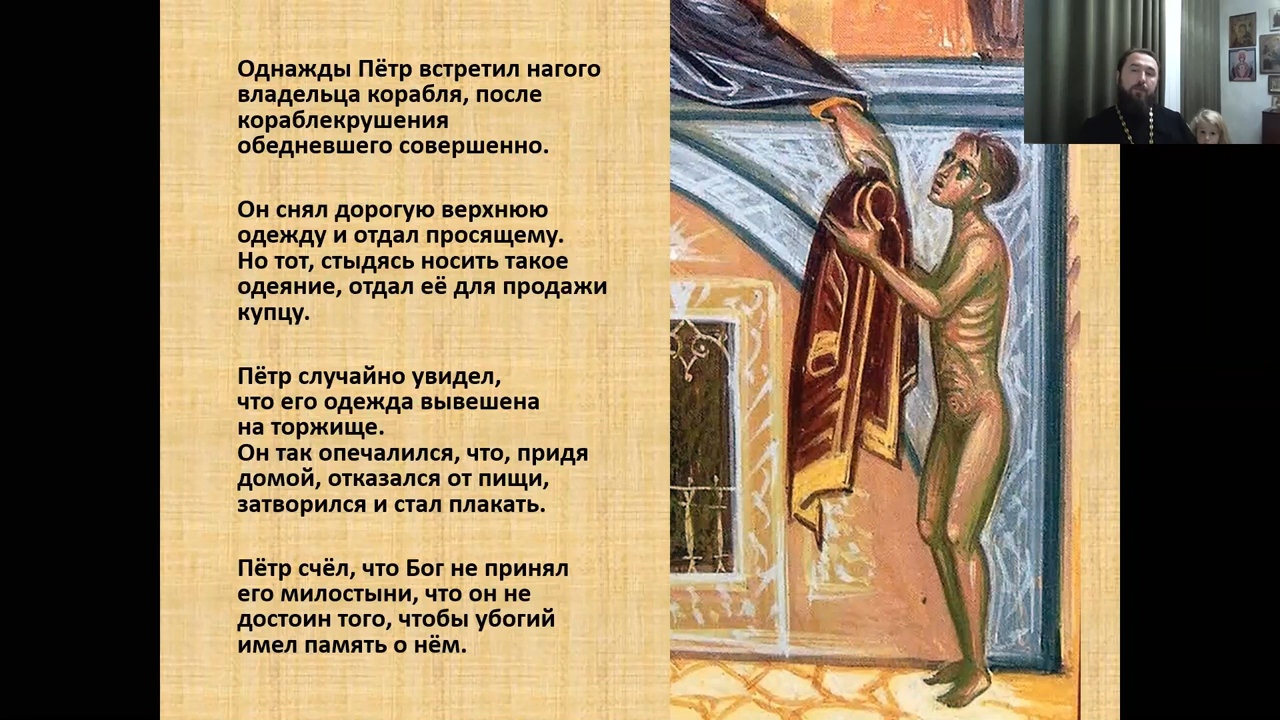 Однажды Пётр встретил нагого
владельца корабля, после
кораблекрушения
обедневшего совершенно.
Он снял дорогую верхнюю
одежду и отдал просящему.
Но тот, стыдясь носить такое
одеяние, отдал её для продажи
купцу.
Пётр случайно увидел,
что его одежда вывешена
на торжище.
Он так опечалился, что, придя
домой, отказался от пищи,
затворился и стал плакать.
Пётр счёл, что Бог не принял
его милостыни, что он не
достоин того, чтобы убогий
имел память о нём.